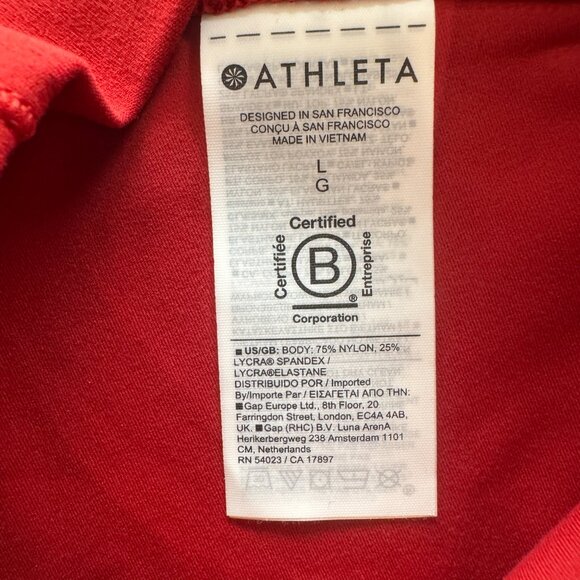 ATHLETA
DESIGNED IN SAN FRANCISCO
CONÇU À SAN FRANCISCO
MADE IN VIETNAM
L
G
Certified
Certifiée
B
Entreprise
®
Corporation
■ US/GB: BODY: 75% NYLON, 25%
LYCRA® SPANDEX /
LYCRA®ELASTANE
DISTRIBUIDO POR / Imported
By/Importe Par / ΕΙΣΑΓΕΤΑΙ ΑΠΟ ΤΗΝ:
■Gap Europe Ltd., 8th Floor, 20
Farringdon Street, London, EC4A 4AB,
UK. ■Gap (RHC) B.V. Luna ArenA
Herikerbergweg 238 Amsterdam 1101
CM, Netherlands
RN 54023 / CA 17897